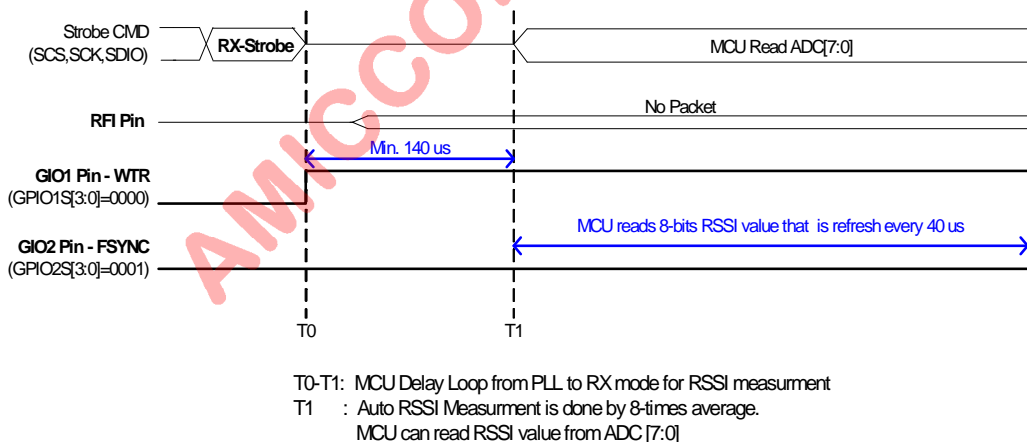 Strobe CMD
(SCS,SCK,SDIO)
RX-Strobe
MCU Read ADC[7:0]
RFI Pin
No Packet
Min. 140 us
GIO1 Pin - WTR
(GPIO1S[3:0]=0000)
MCU reads 8-bits RSSI value that is refresh every 40 us
GIO2 Pin - FSYNC
(GPIO2S[3:0]=0001)
T0
T1
T0-T1: MCU Delay Loop from PLL to RX mode for RSSI measurment
T1 : Auto RSSI Measurment is done by 8-times average.
MCU can read RSSI value from ADC [7:0]
AMICCO